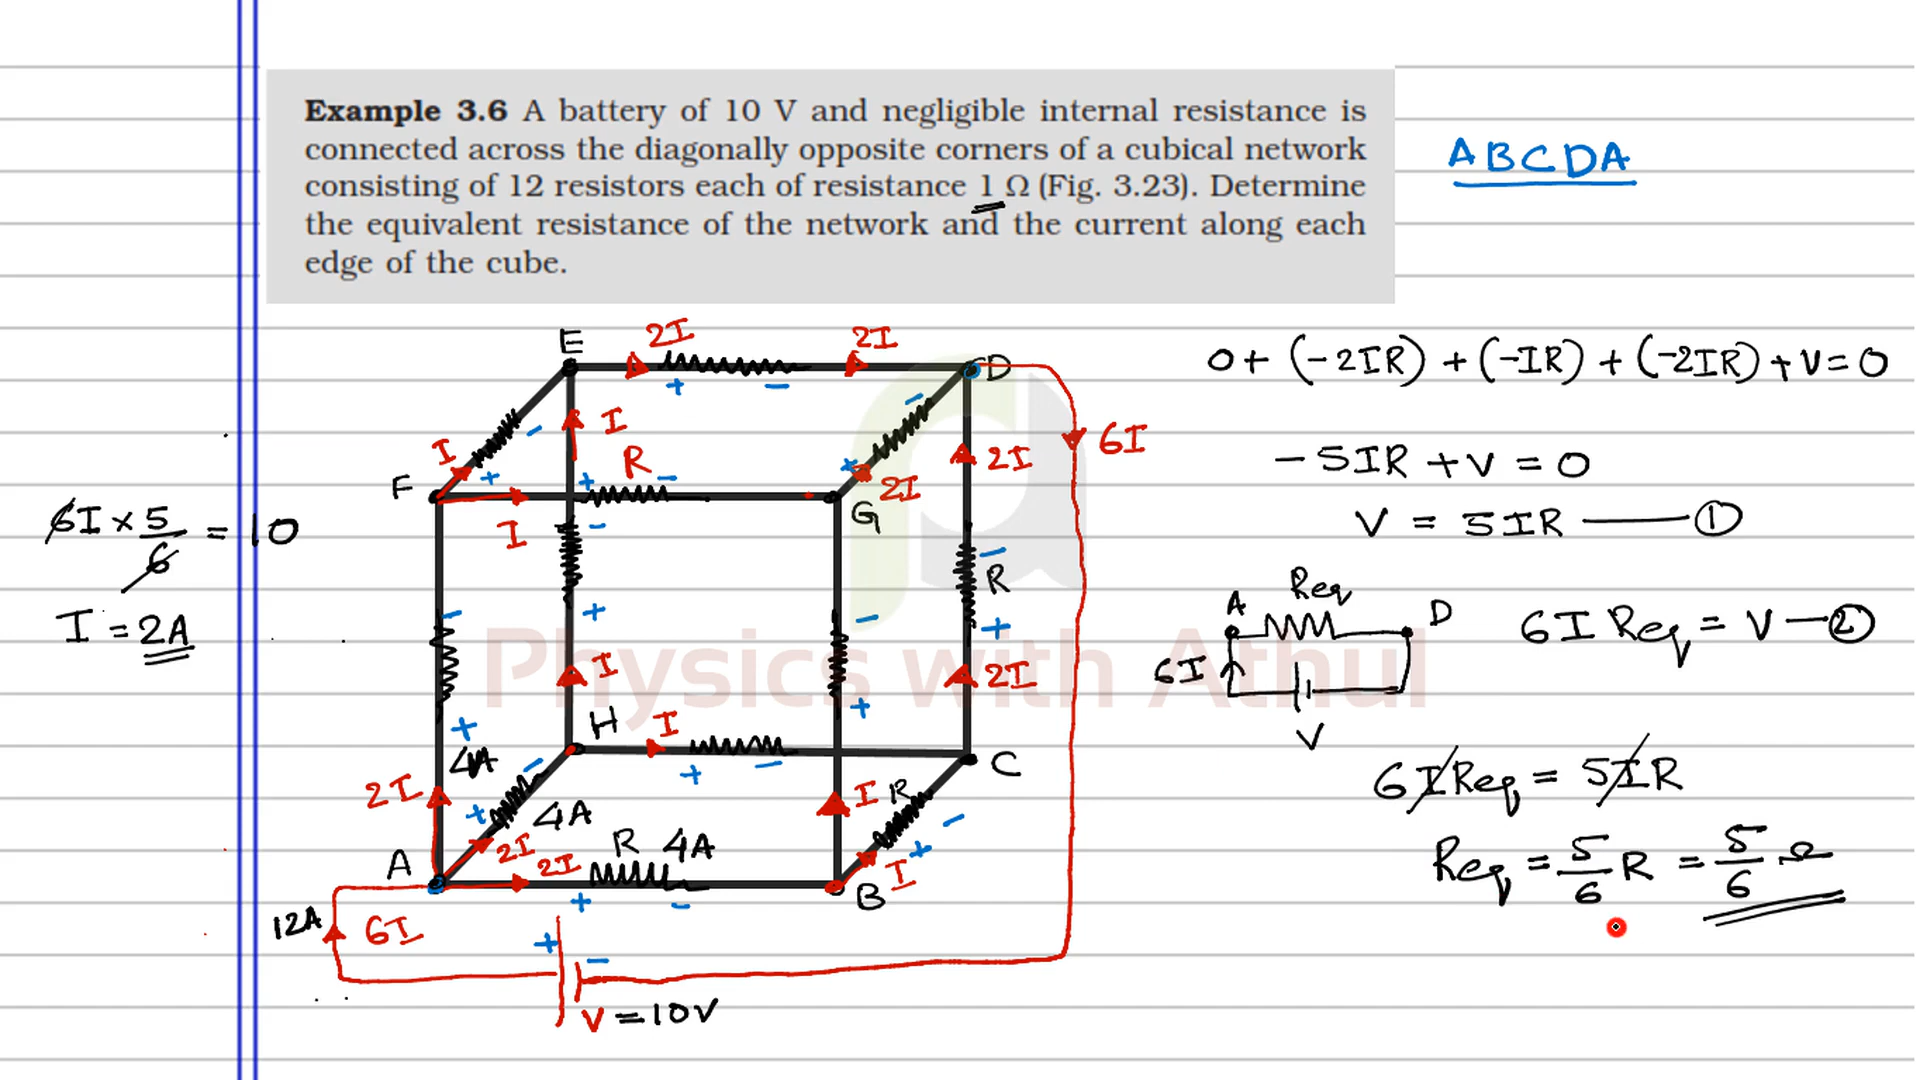 Example 3.6 A battery of 10 V and negligible internal resistance is
connected across the diagonally opposite corners of a cubical network
consisting of 12 resistors each of resistance 1 Ω (Fig. 3.23). Determine
the equivalent resistance of the network and the current along each
edge of the cube.
ABCDA
E 2I 2I D
+ −
I − I R
F + + − + 2I G − 2I 6I
I −
− + − R +
+ − +
4A 2I
H I
+ −
I
2I
A + − 4A 2I
2I R 4A
+ −
B I R + −
I
C
12A 6I
+ −
V = 10V
6I × 5/6 = 10
I = 2A
0 + (-2IR) + (-IR) + (-2IR) + V = 0
-5IR + V = 0
V = 5IR — ①
A Req D
6I
V
6I Req = V — ②
6I Req = 5IR
Req = 5/6 R = 5/6 Ω
Physics with Athul